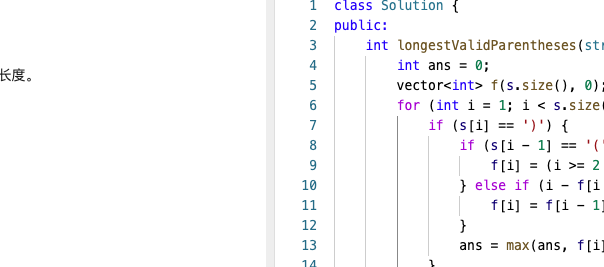 长度。
1 class Solution {
2 public:
3 int longestValidParentheses(str
4 int ans = 0;
5 vector<int> f(s.size(), 0);
6 for (int i = 1; i < s.size(
7 if (s[i] == ')') {
8 if (s[i - 1] == '('
9 f[i] = (i >= 2
10 } else if (i - f[i
11 f[i] = f[i - 1]
12 }
13 ans = max(ans, f[i]
14 }